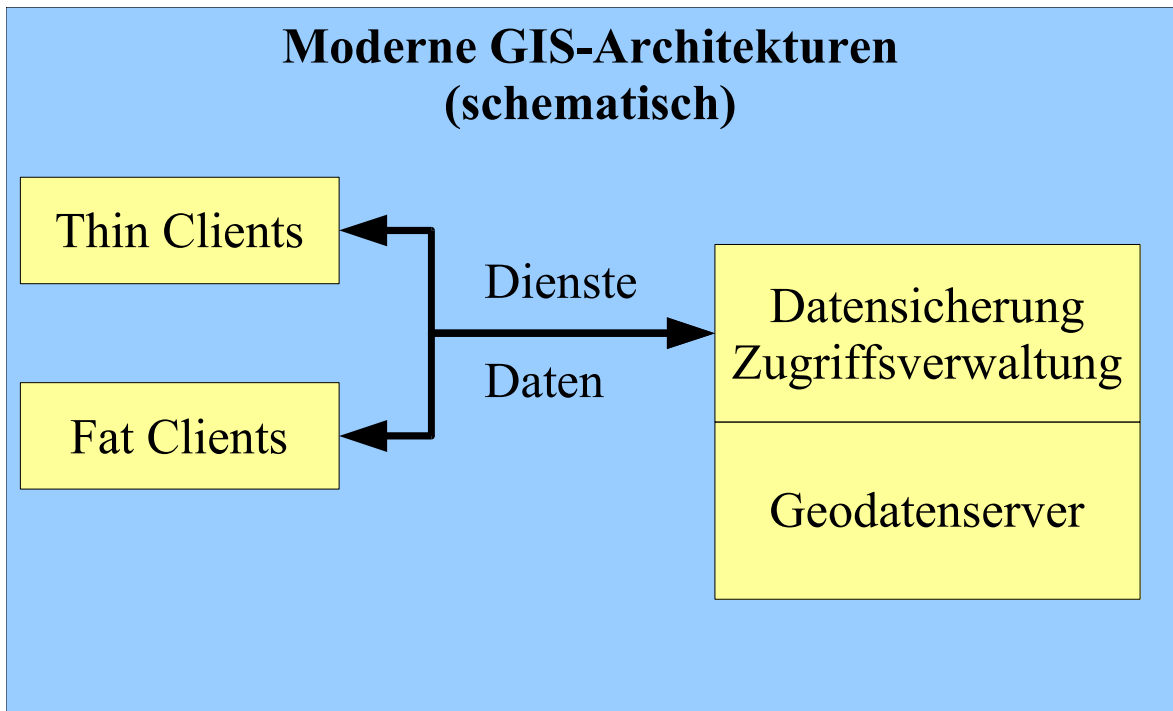 Moderne GIS-Architekturen
(schematisch)
Thin Clients
Dienste
Datensicherung
Zugriffsverwaltung
Daten
Fat Clients
Geodatenserver